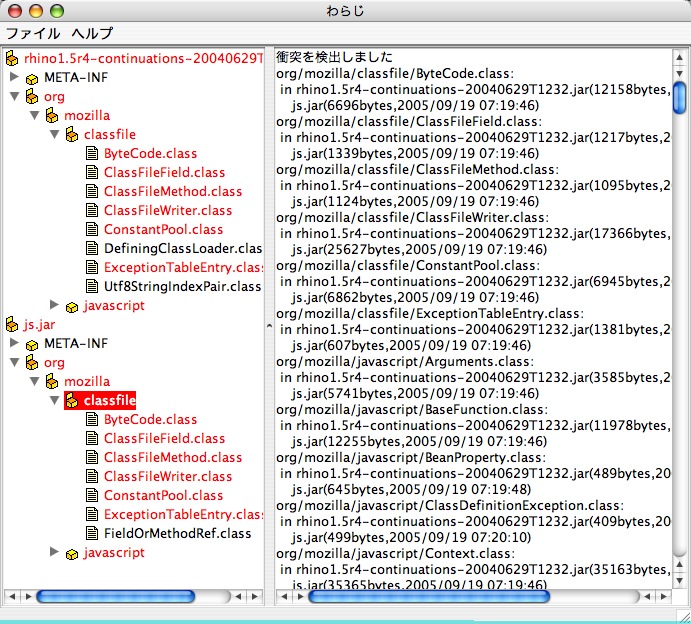 わらじ
ファイル ヘルプ
rhino1.5r4-continuations-20040629T
META-INF
org
mozilla
classfile
ByteCode.class
ClassFileField.class
ClassFileMethod.class
ClassFileWriter.class
ConstantPool.class
DefiningClassLoader.clas
ExceptionTableEntry.class
Utf8StringIndexPair.class
javascript
js.jar
META-INF
org
mozilla
classfile
ByteCode.class
ClassFileField.class
ClassFileMethod.class
ClassFileWriter.class
ConstantPool.class
ExceptionTableEntry.class
FieldOrMethodRef.class
javascript
衝突を検出しました
org/mozilla/classfile/ByteCode.class:
in rhino1.5r4-continuations-20040629T1232.jar(12158bytes,
js.jar(6696bytes,2005/09/19 07:19:46)
org/mozilla/classfile/ClassFileField.class:
in rhino1.5r4-continuations-20040629T1232.jar(1217bytes,2
js.jar(1339bytes,2005/09/19 07:19:46)
org/mozilla/classfile/ClassFileMethod.class:
in rhino1.5r4-continuations-20040629T1232.jar(1095bytes,2
js.jar(1124bytes,2005/09/19 07:19:46)
org/mozilla/classfile/ClassFileWriter.class:
in rhino1.5r4-continuations-20040629T1232.jar(17366bytes,
js.jar(25627bytes,2005/09/19 07:19:46)
org/mozilla/classfile/ConstantPool.class:
in rhino1.5r4-continuations-20040629T1232.jar(6945bytes,2
js.jar(6862bytes,2005/09/19 07:19:46)
org/mozilla/classfile/ExceptionTableEntry.class:
in rhino1.5r4-continuations-20040629T1232.jar(1381bytes,2
js.jar(607bytes,2005/09/19 07:19:46)
org/mozilla/javascript/Arguments.class:
in rhino1.5r4-continuations-20040629T1232.jar(3585bytes,2
js.jar(5741bytes,2005/09/19 07:19:46)
org/mozilla/javascript/BaseFunction.class:
in rhino1.5r4-continuations-20040629T1232.jar(11978bytes,
js.jar(12255bytes,2005/09/19 07:19:46)
org/mozilla/javascript/BeanProperty.class:
in rhino1.5r4-continuations-20040629T1232.jar(489bytes,20
js.jar(645bytes,2005/09/19 07:19:48)
org/mozilla/javascript/ClassDefinitionException.class:
in rhino1.5r4-continuations-20040629T1232.jar(409bytes,20
js.jar(499bytes,2005/09/19 07:20:10)
org/mozilla/javascript/Context.class:
in rhino1.5r4-continuations-20040629T1232.jar(35163bytes,
js.jar(35365bytes,2005/09/19 07:19:46)